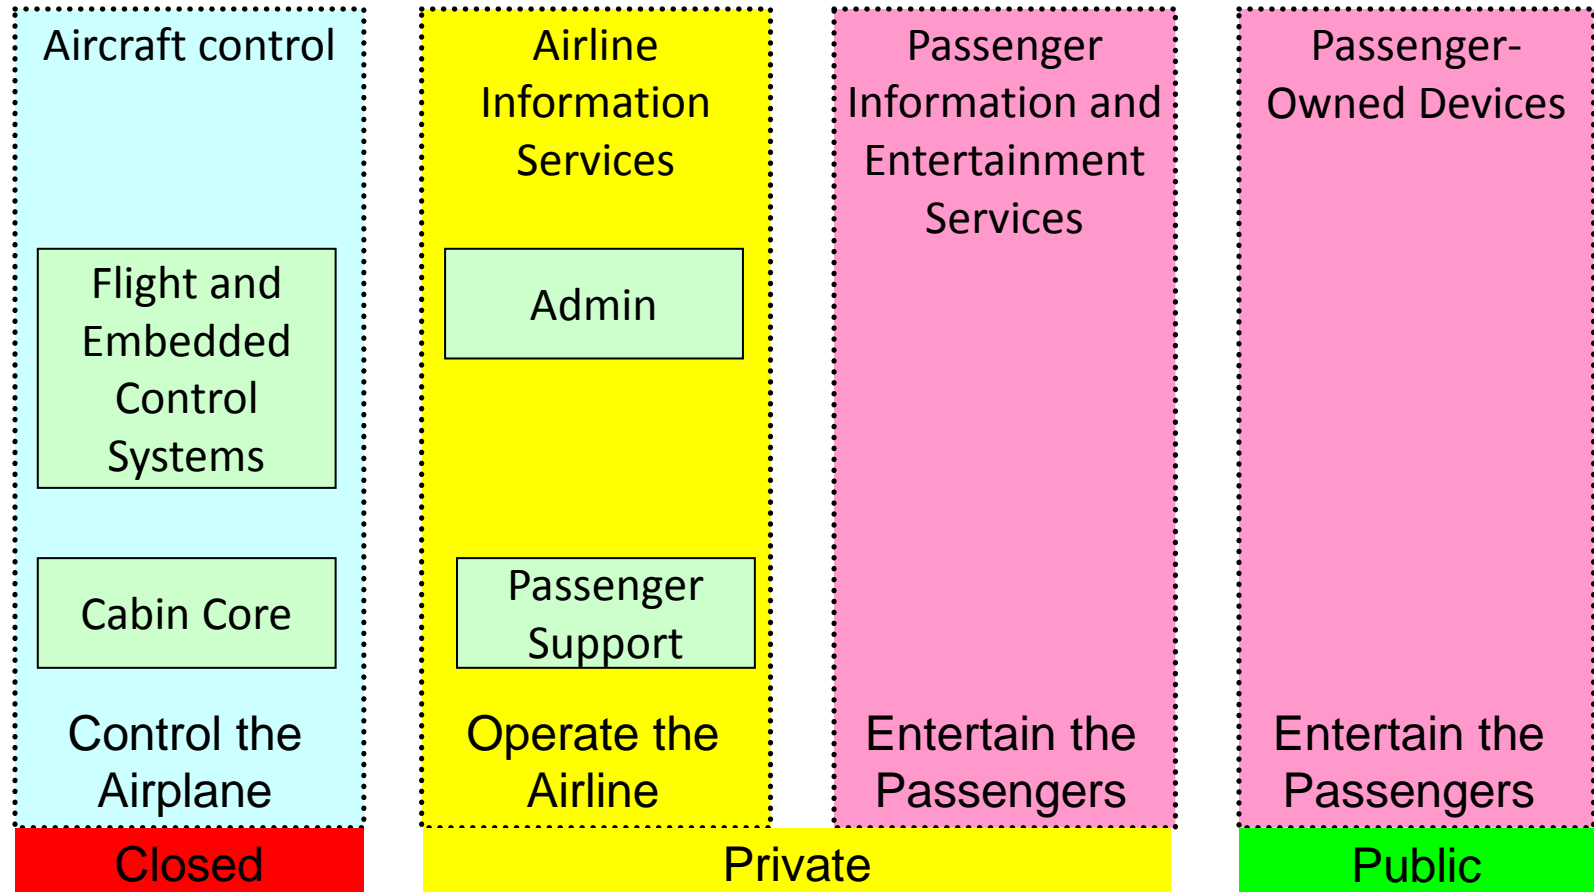 Aircraft control
Flight and
Embedded
Control
Systems
Cabin Core
Control the
Airplane
Closed
Airline
Information
Services
Admin
Passenger
Support
Operate the
Airline
Passenger
Information and
Entertainment
Services
Entertain the
Passengers
Private
Passenger-
Owned Devices
Entertain the
Passengers
Public